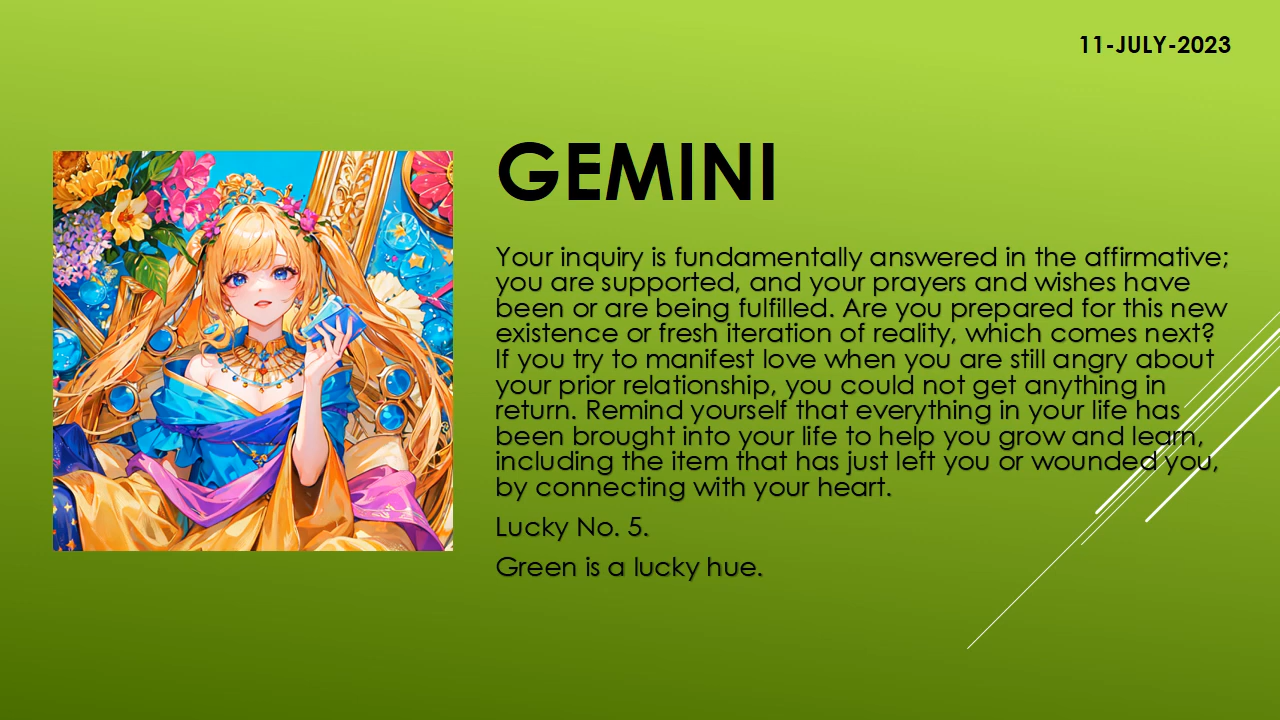 11-JULY-2023
GEMINI
Your inquiry is fundamentally answered in the affirmative;
you are supported, and your prayers and wishes have
been or are being fulfilled. Are you prepared for this new
existence or fresh iteration of reality, which comes next?
If you try to manifest love when you are still angry about
your prior relationship, you could not get anything in
return. Remind yourself that everything in your life has
been brought into your life to help you grow and learn,
including the item that has just left you or wounded you,
by connecting with your heart.
Lucky No. 5.
Green is a lucky hue.